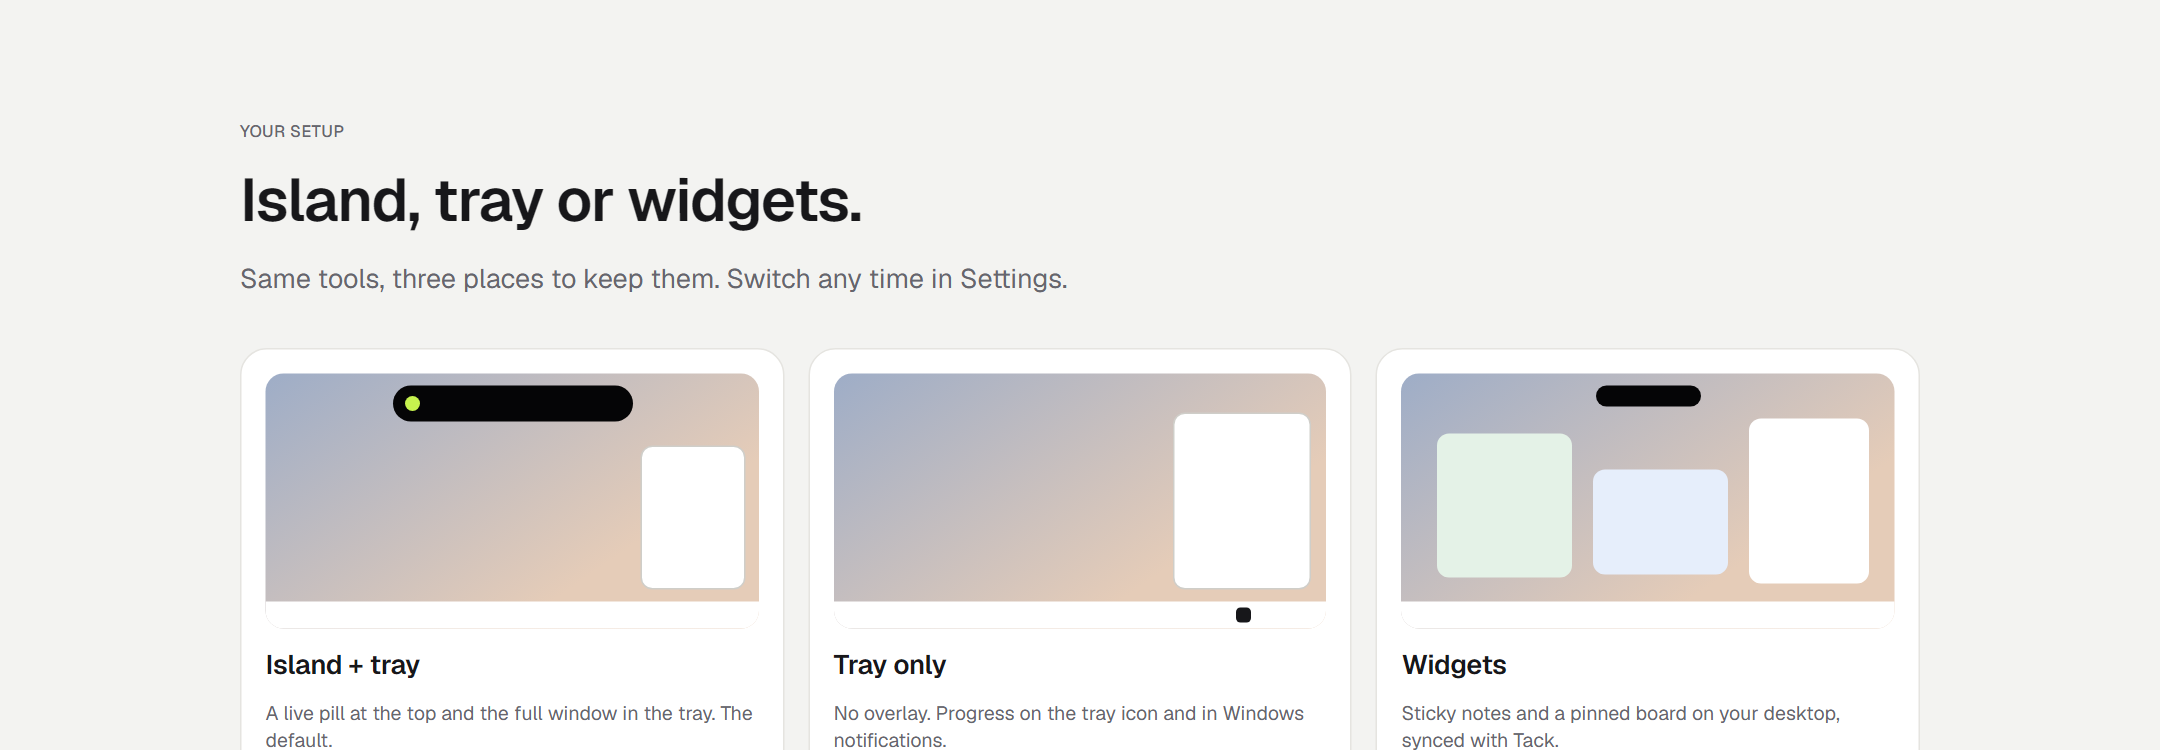 YOUR SETUP
Island, tray or widgets.
Same tools, three places to keep them. Switch any time in Settings.
Island + tray
A live pill at the top and the full window in the tray. The
default.
Tray only
No overlay. Progress on the tray icon and in Windows
notifications.
Widgets
Sticky notes and a pinned board on your desktop,
synced with Tack.